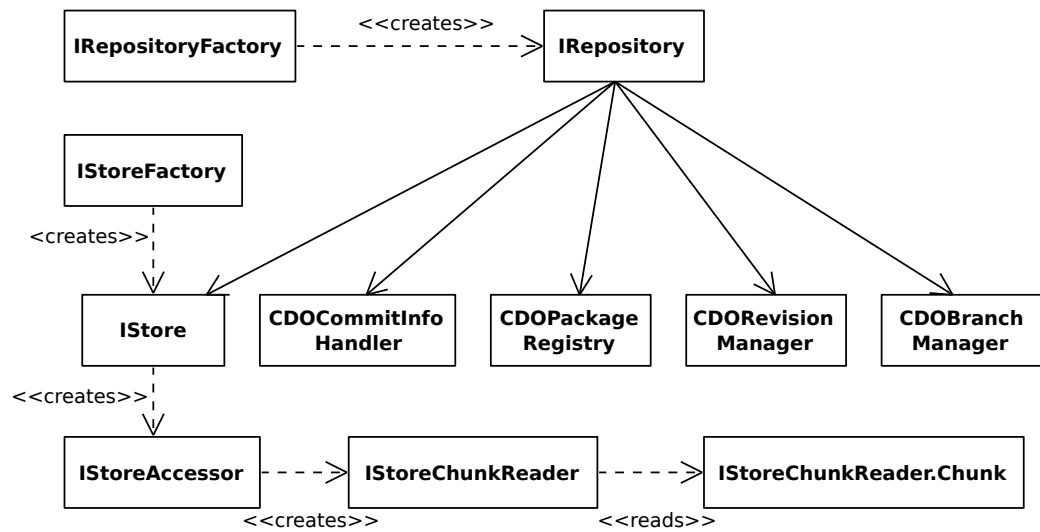 <<creates>>
IRepositoryFactory
IRepository
IStoreFactory
<creates>>
IStore
CDOCommitInfo
Handler
CDOPackage
Registry
CDORevision
Manager
CDOBranch
Manager
<<creates>>
IStoreAccessor
IStoreChunkReader
IStoreChunkReader.Chunk
<<creates>>
<<reads>>